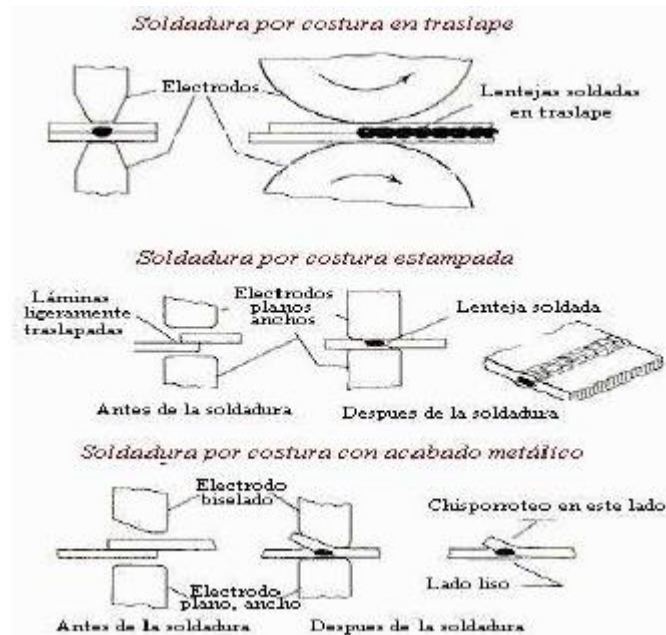 Soldadura por costura en traslape
Electrodos
Lentejas soldadas
en traslape
Soldadura por costura estampada
Láminas
ligeramente
traslapadas
Electrodos
planos
anchos
Lenteja soldada
Antes de la soldadura
Despues de la soldadura
Soldadura por costura con acabado metálico
Electrodo
biselado
Chisporroteo en este lado
Electrodo
plano, ancho
Lado liso
Antes de la soldadura
Despues de la soldadura